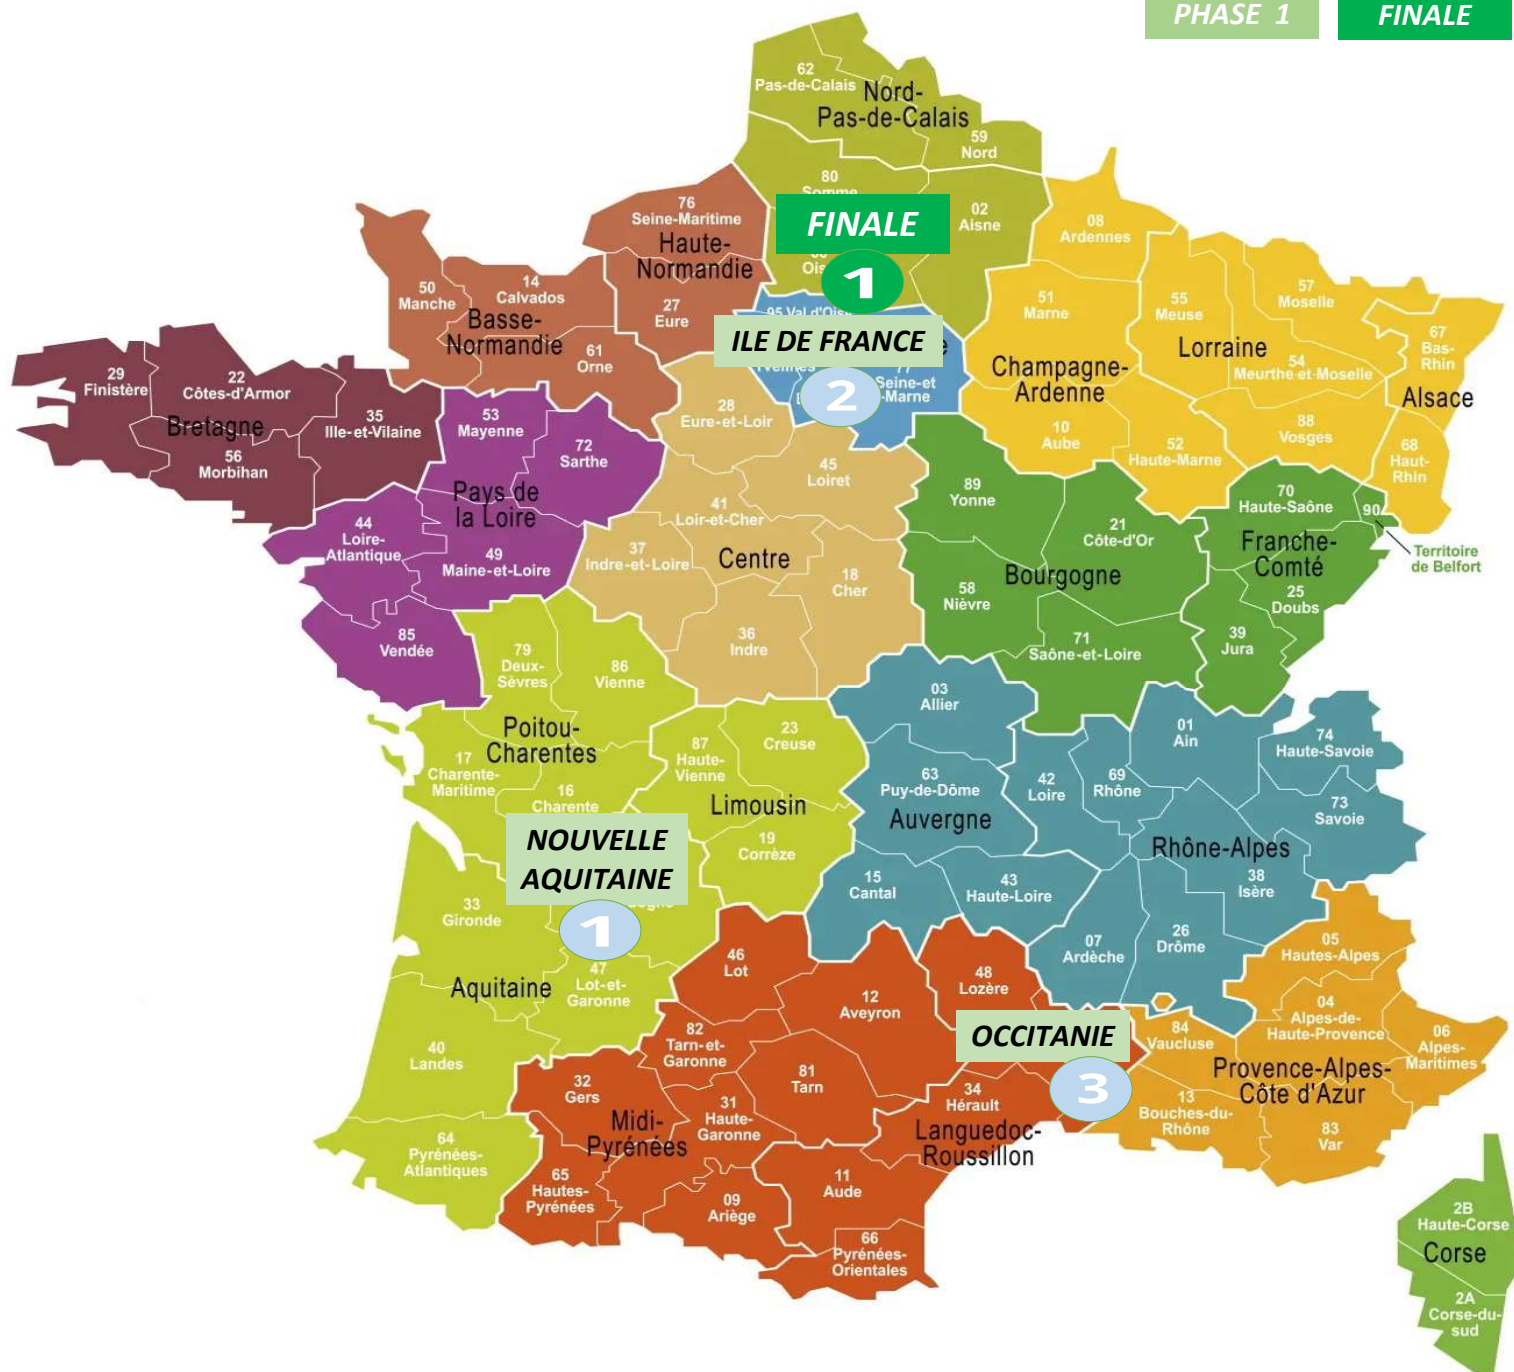 PHASE 1
FINALE
62
Pas-de-Calais
Nord-
Pas-de-Calais
59
Nord
80
Somme
02
Aisne
FINALE
1
76
Seine-Maritime
Haute-
Normandie
27
Eure
08
Ardennes
51
Marne
55
Meuse
57
Moselle
54
Meurthe-et-Moselle
Lorraine
67
Bas-
Rhin
Alsace
68
Haut-
Rhin
88
Vosges
Champagne-
Ardenne
10
Aube
52
Haute-Marne
50
Manche
14
Calvados
Basse-
Normandie
61
Orne
95 Val d'Oise
ILE DE FRANCE
2
77
Seine-et
-Marne
29
Finistère
22
Côtes-d'Armor
Bretagne
35
Ille-et-Vilaine
56
Morbihan
53
Mayenne
72
Sarthe
Pays de
la Loire
44
Loire-
Atlantique
49
Maine-et-Loire
85
Vendée
28
Eure-et-Loir
45
Loiret
41
Loir-et-Cher
37
Indre-et-Loire
Centre
18
Cher
36
Indre
89
Yonne
21
Côte-d'Or
Bourgogne
58
Nièvre
71
Saône-et-Loire
70
Haute-Saône
90
Territoire
de Belfort
Franche-
Comté
25
Doubs
39
Jura
79
Deux-
Sèvres
86
Vienne
Poitou-
Charentes
17
Charente-
Maritime
16
Charente
87
Haute-
Vienne
23
Creuse
Limousin
19
Corrèze
NOUVELLE
AQUITAINE
1
33
Gironde
Aquitaine
47
Lot-et-
Garonne
40
Landes
64
Pyrénées-
Atlantiques
03
Allier
63
Puy-de-Dôme
Auvergne
15
Cantal
43
Haute-Loire
42
Loire
69
Rhône
01
Ain
74
Haute-Savoie
73
Savoie
Rhône-Alpes
38
Isère
07
Ardèche
26
Drôme
46
Lot
12
Aveyron
48
Lozère
82
Tarn-et-
Garonne
81
Tarn
32
Gers
31
Haute-
Garonne
Midi-
Pyrénées
65
Hautes-
Pyrénées
09
Ariège
OCCITANIE
3
34
Hérault
Languedoc-
Roussillon
11
Aude
66
Pyrénées-
Orientales
05
Hautes-Alpes
04
Alpes-de-
Haute-Provence
06
Alpes-
Maritimes
84
Vaucluse
Provence-Alpes-
Côte d'Azur
13
Bouches-du-
Rhône
83
Var
2B
Haute-Corse
Corse
2A
Corse-du-
sud